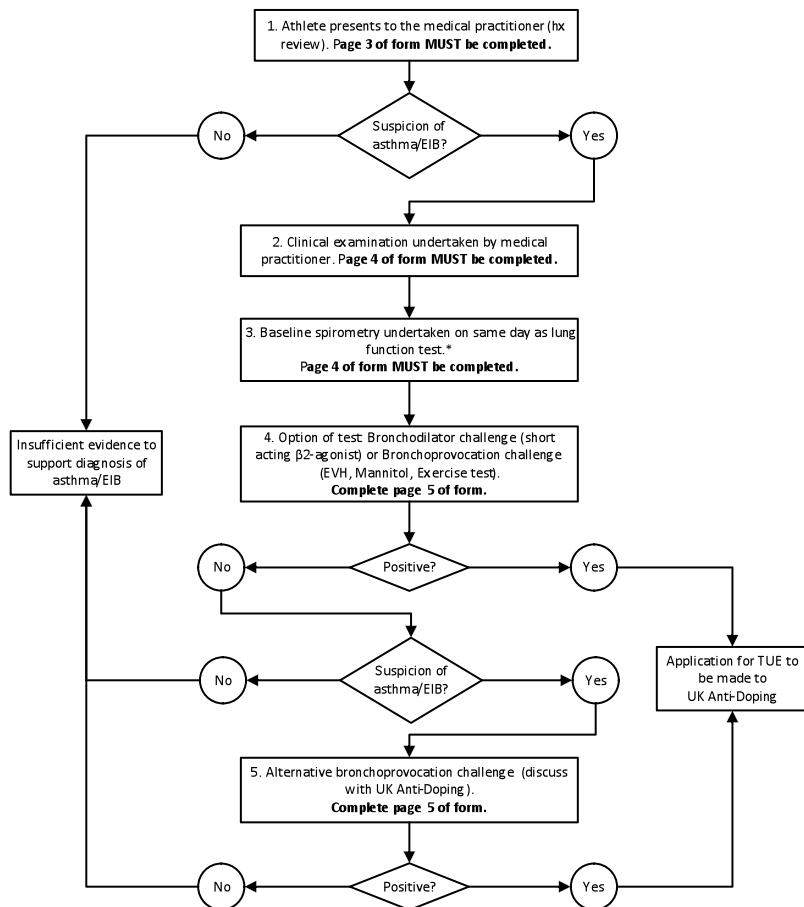 1. Athlete presents to the medical practitioner (hx
review). Page 3 of form MUST be completed.
Suspicion of
asthma/EIB?
No
Yes
2. Clinical examination undertaken by medical
practitioner. Page 4 of form MUST be completed.
3. Baseline spirometry undertaken on same day as lung
function test.*
Page 4 of form MUST be completed.
Insufficient evidence to
support diagnosis of
asthma/EIB
4. Option of test: Bronchodilator challenge (short
acting β2-agonist) or Bronchoprovocation challenge
(EVH, Mannitol, Exercise test).
Complete page 5 of form.
No
Positive?
Yes
Suspicion of
asthma/EIB?
No
Yes
Application for TUE to
be made to
UK Anti-Doping
5. Alternative bronchoprovocation challenge (discuss
with UK Anti-Doping).
Complete page 5 of form.
No
Positive?
Yes